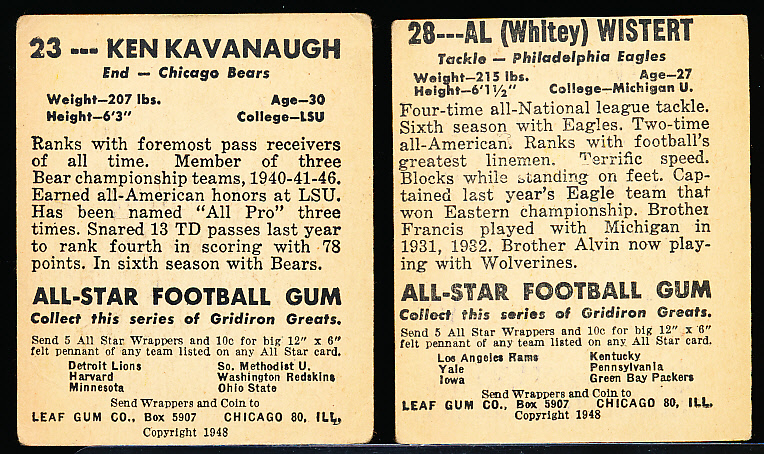 23 --- KEN KAVANAUGH
End — Chicago Bears
Weight—207 lbs. Age—30
Height—6'3" College—LSU
Ranks with foremost pass receivers
of all time. Member of three
Bear championship teams, 1940-41-46.
Earned all-American honors at LSU.
Has been named "All Pro" three
times. Snared 13 TD passes last year
to rank fourth in scoring with 78
points. In sixth season with Bears.
ALL-STAR FOOTBALL GUM
Collect this series of Gridiron Greats.
Send 5 All Star Wrappers and 10c for big 12" x 6"
felt pennant of any team listed on any All Star card.
Detroit Lions So. Methodist U.
Harvard Washington Redskins
Minnesota Ohio State
Send Wrappers and Coin to
LEAF GUM CO., Box 5907 CHICAGO 80, ILL.
Copyright 1948
28---AL (Whitey) WISTERT
Tackle — Philadelphia Eagles
Weight—215 lbs. Age—27
Height—6'1½" College—Michigan U.
Four-time all-National league tackle.
Sixth season with Eagles. Two-time
all-American. Ranks with football's
greatest linemen. Terrific speed.
Blocks while standing on feet. Cap-
tained last year's Eagle team that
won Eastern championship. Brother
Francis played with Michigan in
1931, 1932. Brother Alvin now play-
ing with Wolverines.
ALL-STAR FOOTBALL GUM
Collect this series of Gridiron Greats.
Send 5 All Star Wrappers and 10c for big 12" x 6"
felt pennant of any team listed on any All Star card.
Los Angeles Rams Kentucky
Yale Pennsylvania
Iowa Green Bay Packers
Send Wrappers and Coin to
LEAF GUM CO., Box 5907 CHICAGO 80, ILL.
Copyright 1948